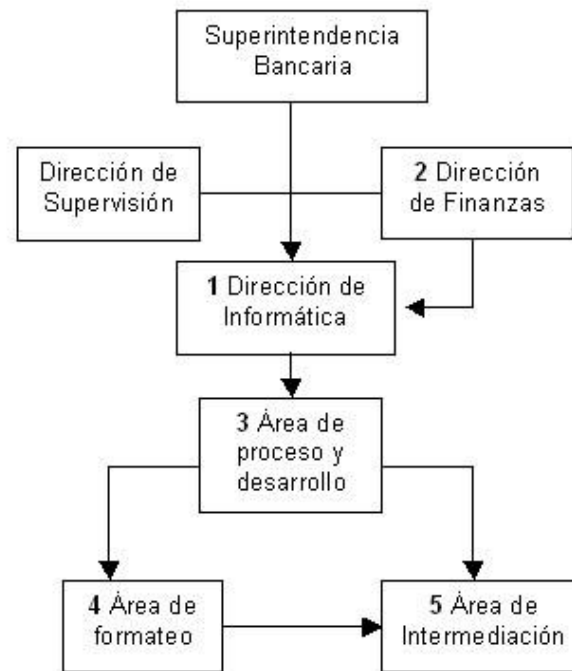 Superintendencia
Bancaria
Dirección de
Supervisión
2 Dirección
de Finanzas
1 Dirección de
Informática
3 Área de
proceso y
desarrollo
4 Área de
formateo
5 Área de
Intermediación